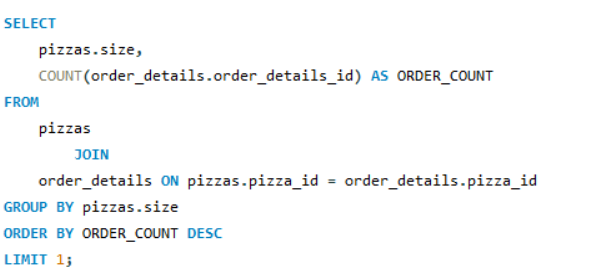 SELECT
pizzas.size,
COUNT(order_details.order_details_id) AS ORDER_COUNT
FROM
pizzas
JOIN
order_details ON pizzas.pizza_id = order_details.pizza_id
GROUP BY pizzas.size
ORDER BY ORDER_COUNT DESC
LIMIT 1;